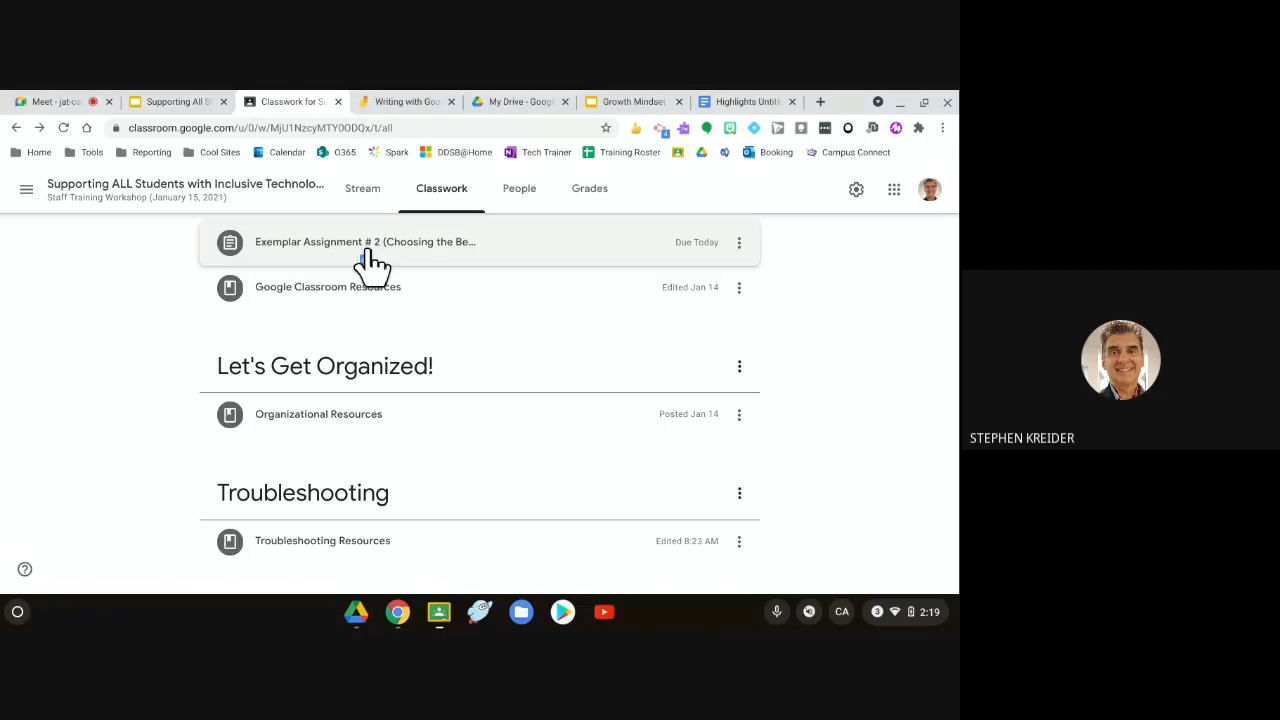 Meet - jat-ca
Supporting All St
Classwork for Su
Writing with Goo
My Drive - Google
Growth Mindset
Highlights Untitl
classroom.google.com/u/0/w/MjU1NzcyMTY0ODQx/t/all
Home
Tools
Reporting
Cool Sites
Calendar
O365
Spark
DDSB@Home
Tech Trainer
Training Roster
Booking
Campus Connect
Supporting ALL Students with Inclusive Technolo...
Staff Training Workshop (January 15, 2021)
Stream
Classwork
People
Grades
Exemplar Assignment # 2 (Choosing the Be...
Due Today
Google Classroom Resources
Edited Jan 14
Let's Get Organized!
Organizational Resources
Posted Jan 14
STEPHEN KREIDER
Troubleshooting
Troubleshooting Resources
Edited 8:23 AM
CA
3
2:19